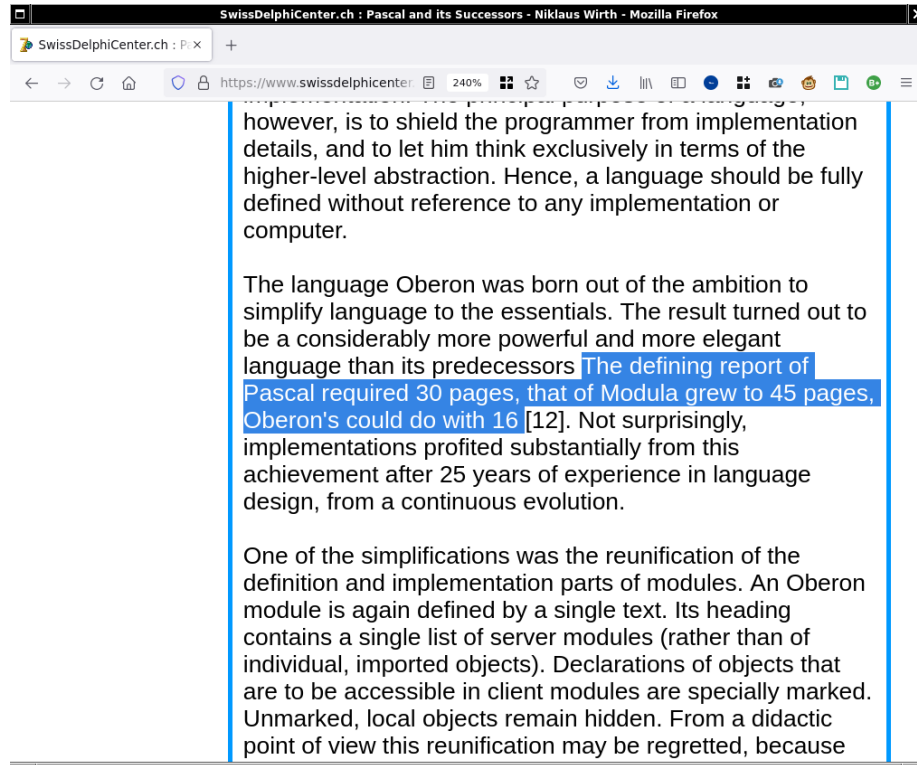 SwissDelphiCenter.ch : Pascal and its Successors - Niklaus Wirth - Mozilla Firefox
SwissDelphiCenter.ch : P
https://www.swissdelphicenter. 240%
implementation. The principal purpose of a language,
however, is to shield the programmer from implementation
details, and to let him think exclusively in terms of the
higher-level abstraction. Hence, a language should be fully
defined without reference to any implementation or
computer.
The language Oberon was born out of the ambition to
simplify language to the essentials. The result turned out to
be a considerably more powerful and more elegant
language than its predecessors The defining report of
Pascal required 30 pages, that of Modula grew to 45 pages,
Oberon's could do with 16 [12]. Not surprisingly,
implementations profited substantially from this
achievement after 25 years of experience in language
design, from a continuous evolution.
One of the simplifications was the reunification of the
definition and implementation parts of modules. An Oberon
module is again defined by a single text. Its heading
contains a single list of server modules (rather than of
individual, imported objects). Declarations of objects that
are to be accessible in client modules are specially marked.
Unmarked, local objects remain hidden. From a didactic
point of view this reunification may be regretted, because